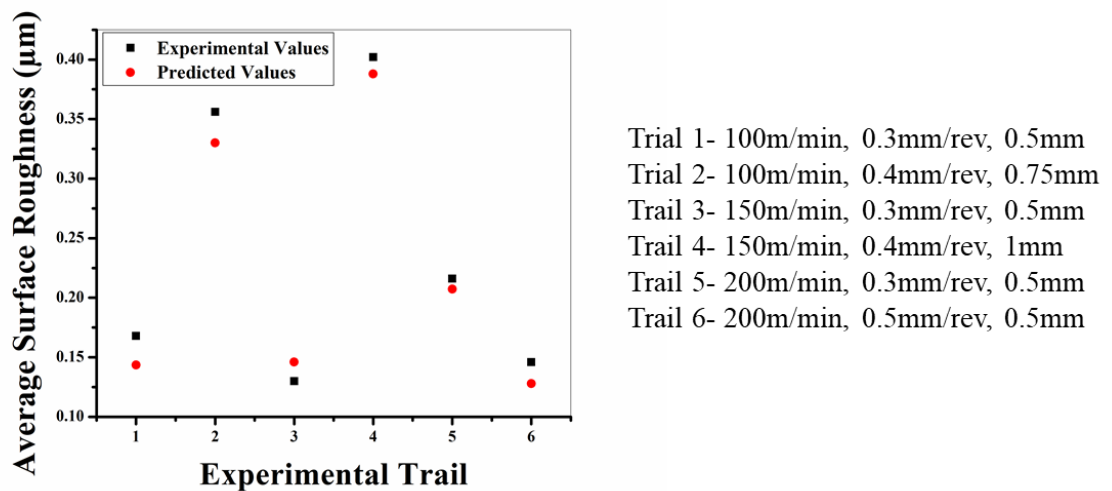 Average Surface Roughness (μm)
0.40
0.35
0.30
0.25
0.20
0.15
0.10
Experimental Values
Predicted Values
1 2 3 4 5 6
Experimental Trail
Trial 1- 100m/min, 0.3mm/rev, 0.5mm
Trial 2- 100m/min, 0.4mm/rev, 0.75mm
Trail 3- 150m/min, 0.3mm/rev, 0.5mm
Trail 4- 150m/min, 0.4mm/rev, 1mm
Trail 5- 200m/min, 0.3mm/rev, 0.5mm
Trail 6- 200m/min, 0.5mm/rev, 0.5mm